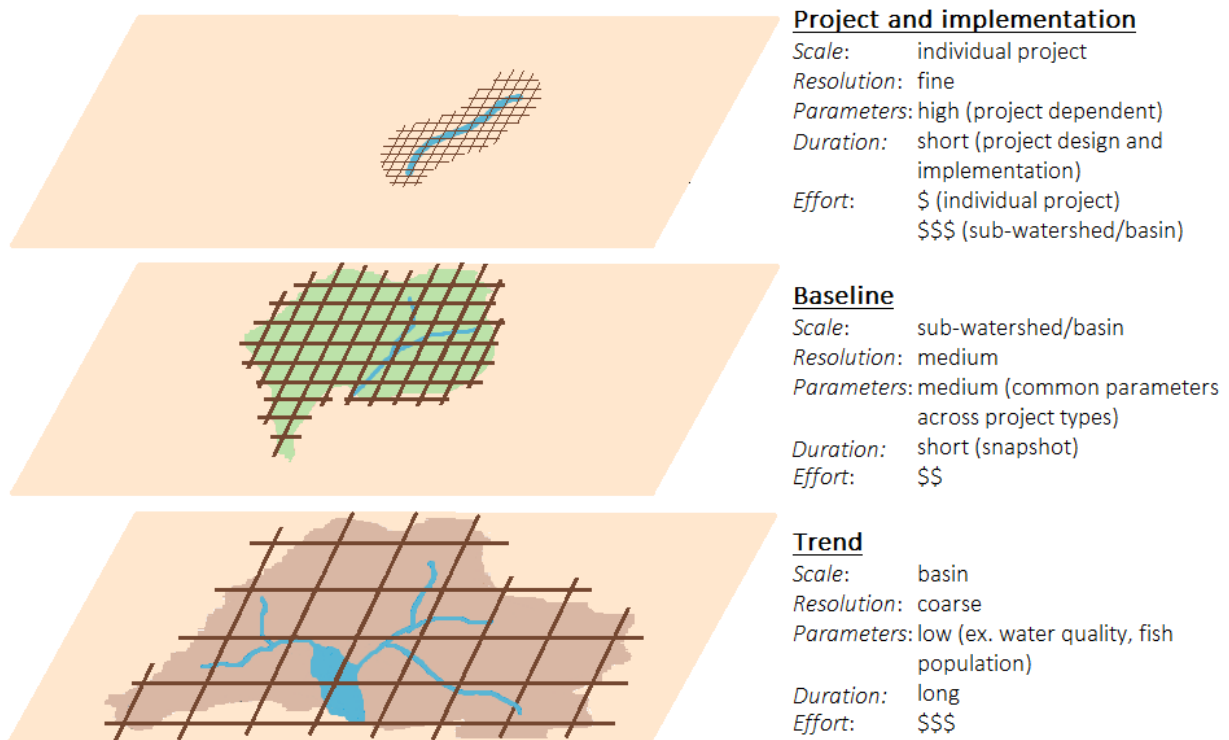 Project and implementation
Scale: individual project
Resolution: fine
Parameters: high (project dependent)
Duration: short (project design and
implementation)
Effort: $ (individual project)
$$$ (sub-watershed/basin)
Baseline
Scale: sub-watershed/basin
Resolution: medium
Parameters: medium (common parameters
across project types)
Duration: short (snapshot)
Effort: $$
Trend
Scale: basin
Resolution: coarse
Parameters: low (ex. water quality, fish
population)
Duration: long
Effort: $$$